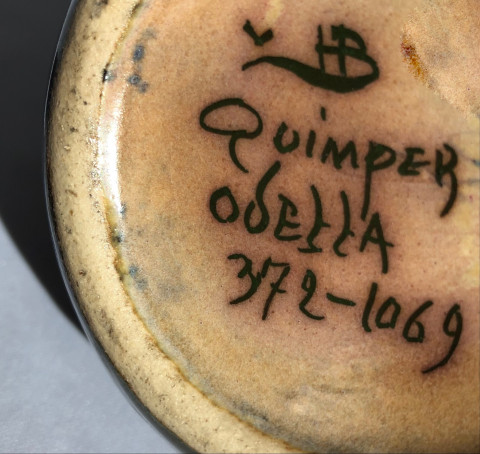 HB
QUIMPER
ODETTA
372-1069